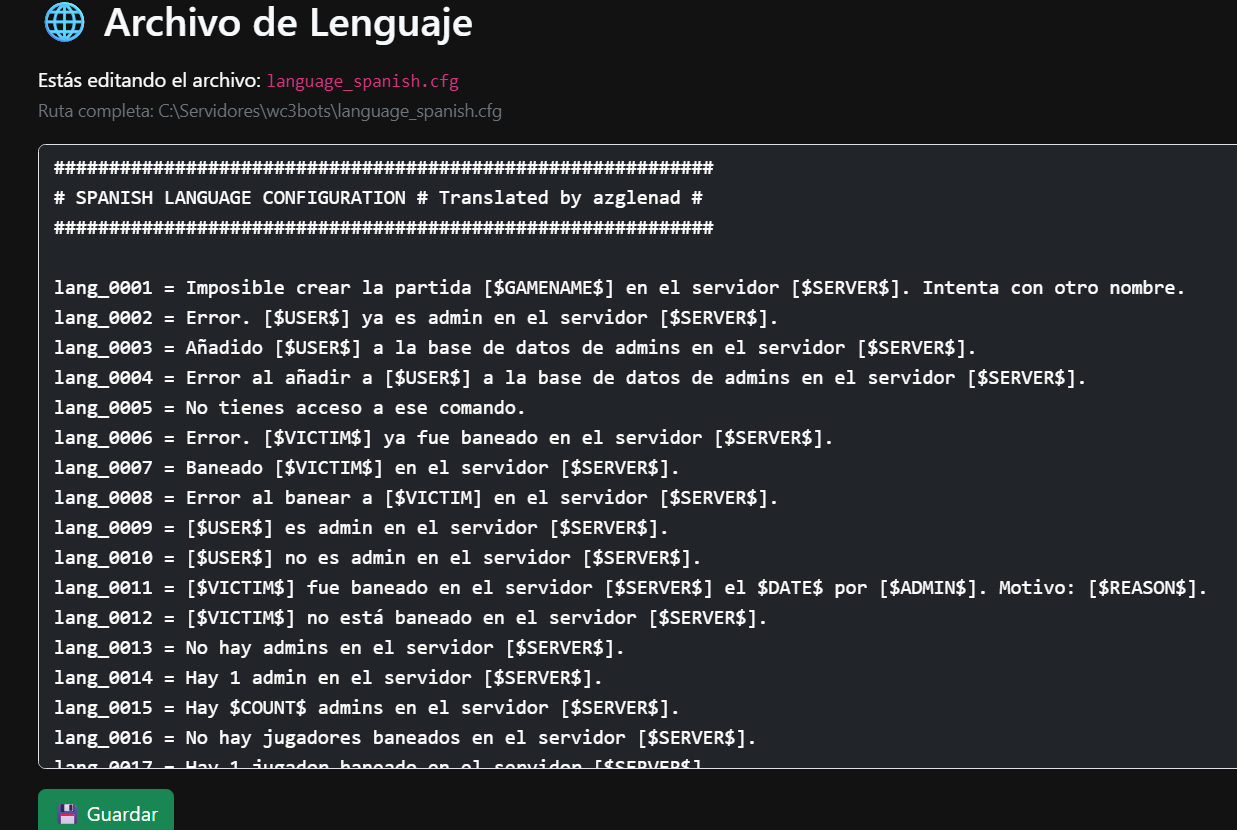 Archivo de Lenguaje
Estás editando el archivo: language_spanish.cfg
Ruta completa: C:\Servidores\wc3bots\language_spanish.cfg
############################################################
# SPANISH LANGUAGE CONFIGURATION # Translated by azglenad #
############################################################
lang_0001 = Imposible crear la partida [$GAMENAME$] en el servidor [$SERVER$]. Intenta con otro nombre.
lang_0002 = Error. [$USER$] ya es admin en el servidor [$SERVER$].
lang_0003 = Añadido [$USER$] a la base de datos de admins en el servidor [$SERVER$].
lang_0004 = Error al añadir a [$USER$] a la base de datos de admins en el servidor [$SERVER$].
lang_0005 = No tienes acceso a ese comando.
lang_0006 = Error. [$VICTIM$] ya fue baneado en el servidor [$SERVER$].
lang_0007 = Baneado [$VICTIM$] en el servidor [$SERVER$].
lang_0008 = Error al banear a [$VICTIM] en el servidor [$SERVER$].
lang_0009 = [$USER$] es admin en el servidor [$SERVER$].
lang_0010 = [$USER$] no es admin en el servidor [$SERVER$].
lang_0011 = [$VICTIM$] fue baneado en el servidor [$SERVER$] el $DATE$ por [$ADMIN$]. Motivo: [$REASON$].
lang_0012 = [$VICTIM$] no está baneado en el servidor [$SERVER$].
lang_0013 = No hay admins en el servidor [$SERVER$].
lang_0014 = Hay 1 admin en el servidor [$SERVER$].
lang_0015 = Hay $COUNT$ admins en el servidor [$SERVER$].
lang_0016 = No hay jugadores baneados en el servidor [$SERVER$].
lang_0017 = Hay 1 jugador baneado en el servidor [$SERVER$]
Guardar